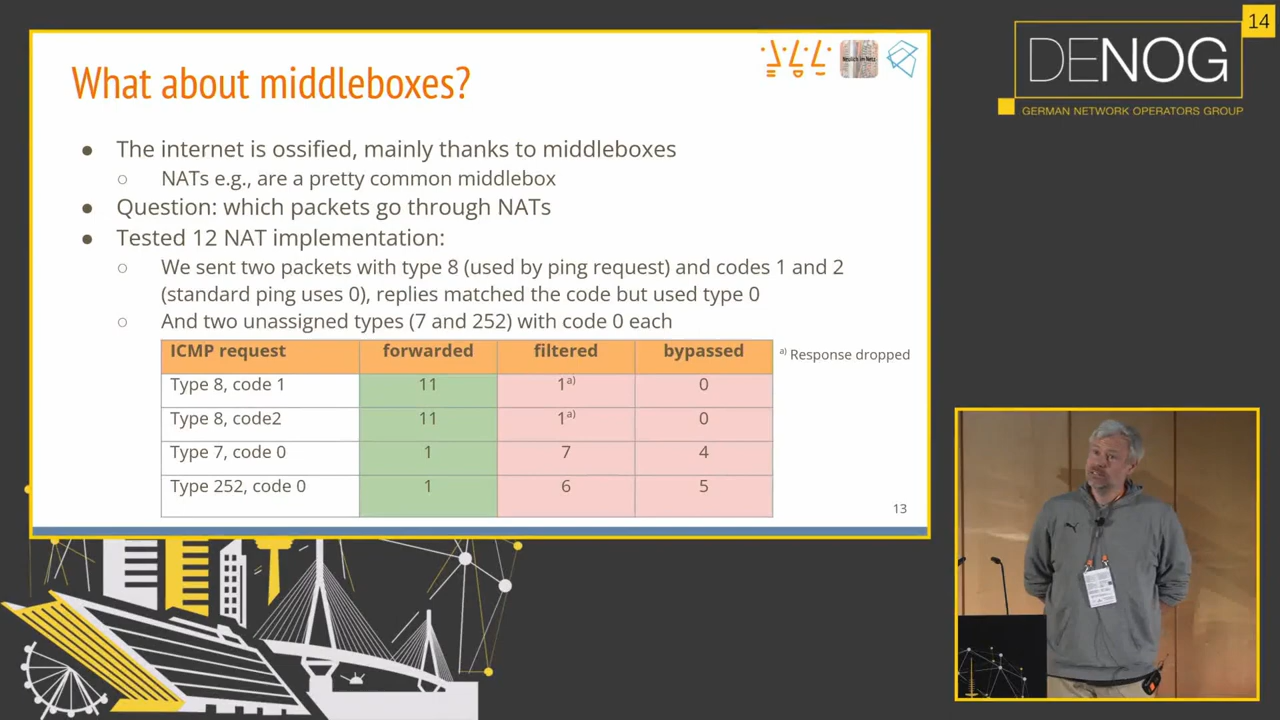 What about middleboxes?
● The internet is ossified, mainly thanks to middleboxes
○ NATs e.g., are a pretty common middlebox
● Question: which packets go through NATs
● Tested 12 NAT implementation:
○ We sent two packets with type 8 (used by ping request) and codes 1 and 2
(standard ping uses 0), replies matched the code but used type 0
○ And two unassigned types (7 and 252) with code 0 each
ICMP request forwarded filtered bypassed
Type 8, code 1 11 1a) 0
Type 8, code2 11 1a) 0
Type 7, code 0 1 7 4
Type 252, code 0 1 6 5
a) Response dropped
13
14
DENOG
GERMAN NETWORK OPERATORS GROUP